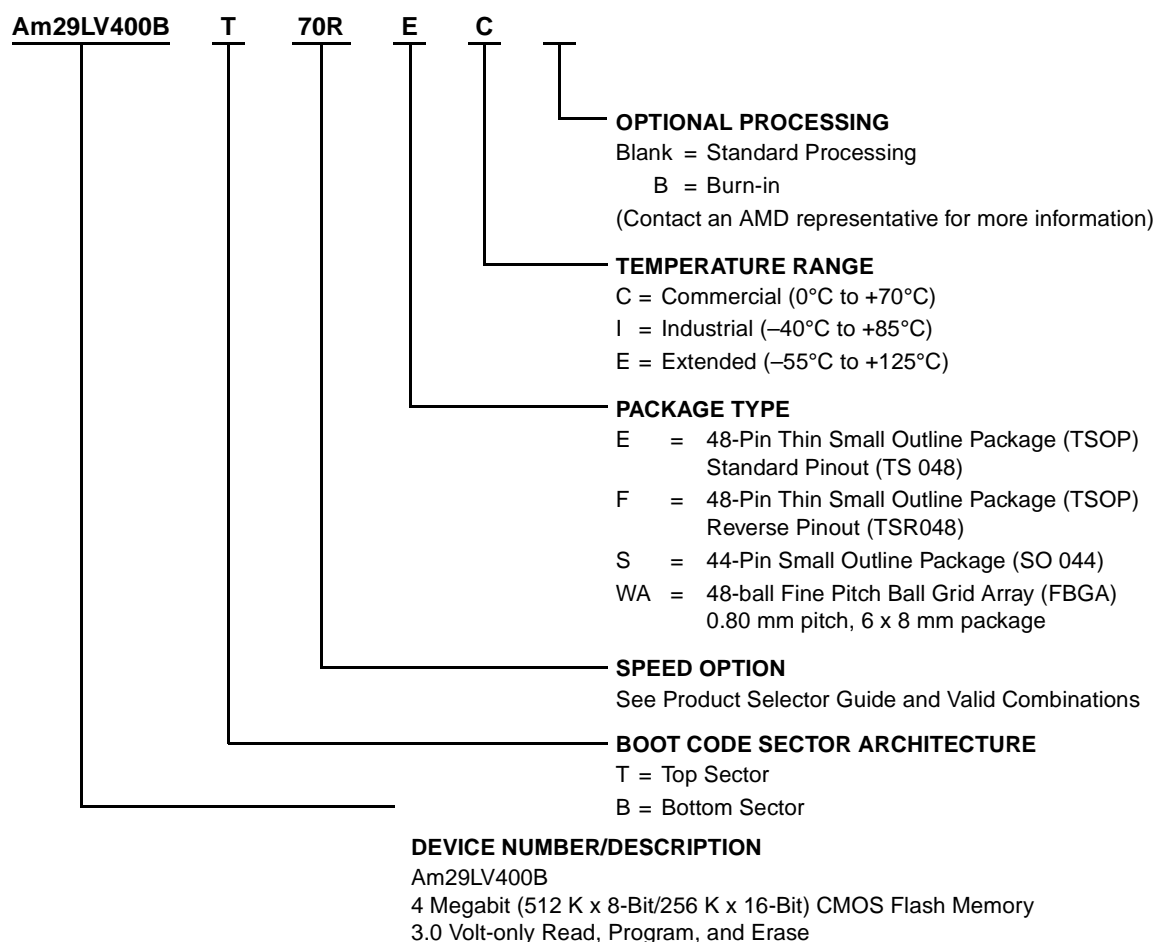 Am29LV400B T 70R E C
OPTIONAL PROCESSING
Blank = Standard Processing
B = Burn-in
(Contact an AMD representative for more information)
TEMPERATURE RANGE
C = Commercial (0°C to +70°C)
I = Industrial (–40°C to +85°C)
E = Extended (–55°C to +125°C)
PACKAGE TYPE
E = 48-Pin Thin Small Outline Package (TSOP)
Standard Pinout (TS 048)
F = 48-Pin Thin Small Outline Package (TSOP)
Reverse Pinout (TSR048)
S = 44-Pin Small Outline Package (SO 044)
WA = 48-ball Fine Pitch Ball Grid Array (FBGA)
0.80 mm pitch, 6 x 8 mm package
SPEED OPTION
See Product Selector Guide and Valid Combinations
BOOT CODE SECTOR ARCHITECTURE
T = Top Sector
B = Bottom Sector
DEVICE NUMBER/DESCRIPTION
Am29LV400B
4 Megabit (512 K x 8-Bit/256 K x 16-Bit) CMOS Flash Memory
3.0 Volt-only Read, Program, and Erase